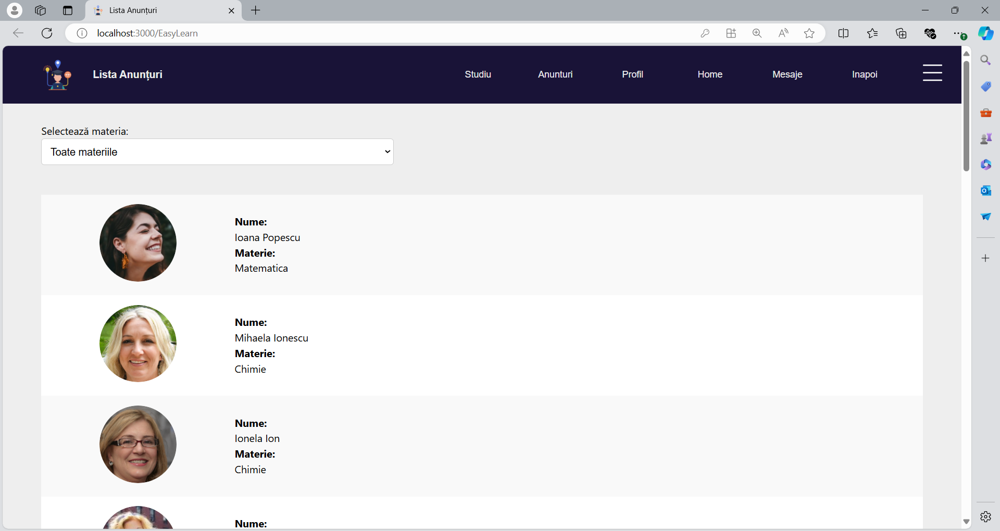 Lista Anunțuri
localhost:3000/EasyLearn
Lista Anunțuri
Studiu Anunturi Profil Home Mesaje Inapoi
Selectează materia:
Toate materiile
Nume:
Ioana Popescu
Materie:
Matematica
Nume:
Mihaela Ionescu
Materie:
Chimie
Nume:
Ionela Ion
Materie:
Chimie
Nume: